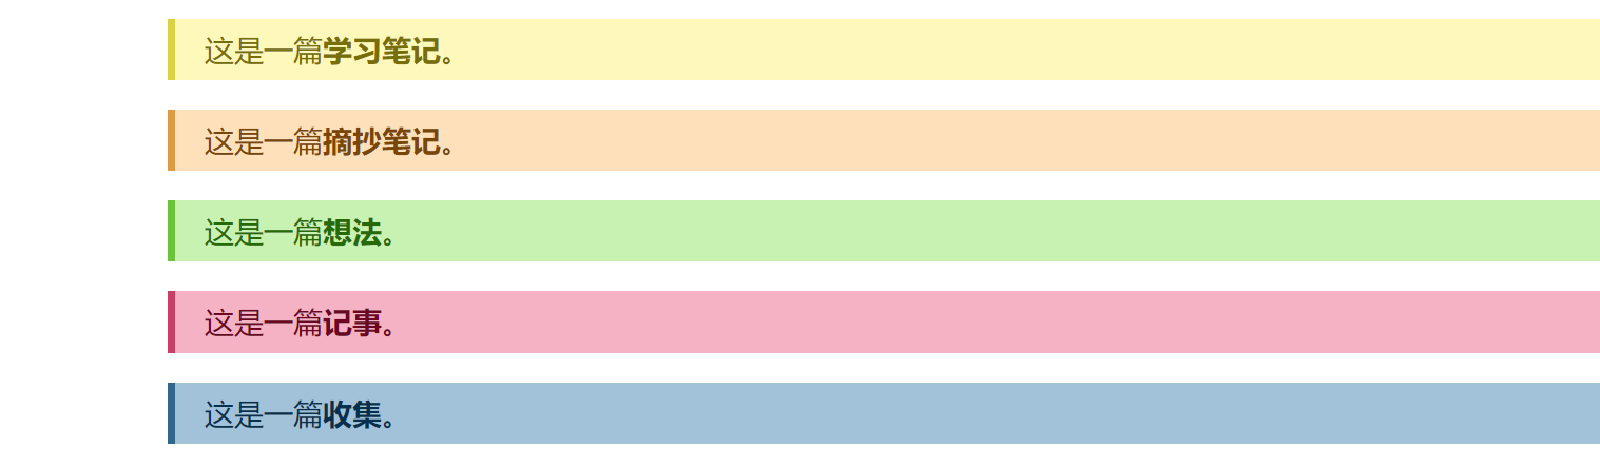 这是一篇学习笔记。
这是一篇摘抄笔记。
这是一篇想法。
这是一篇记事。
这是一篇收集。